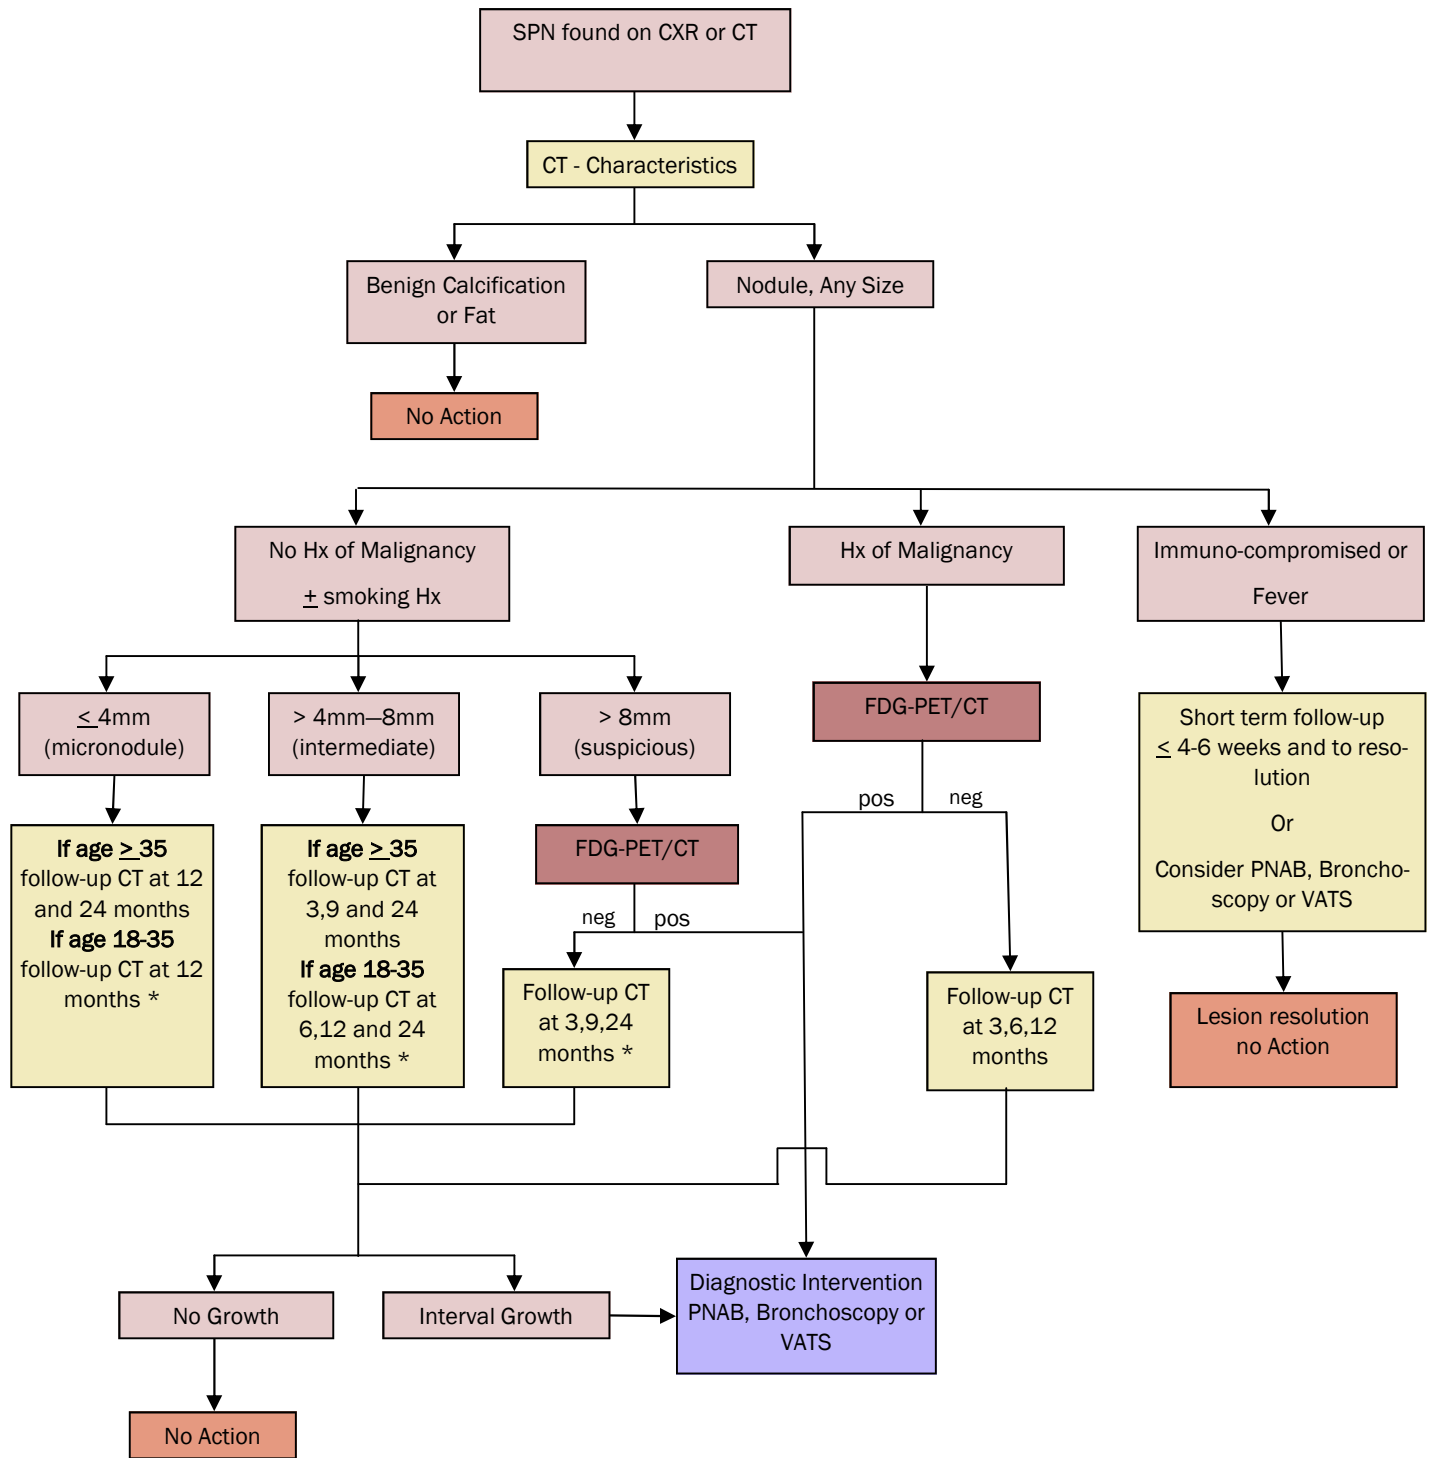 SPN found on CXR or CT
CT - Characteristics
Benign Calcification
or Fat
Nodule, Any Size
No Action
No Hx of Malignancy
± smoking Hx
Hx of Malignancy
Immuno-compromised or
Fever
≤ 4mm
(micronodule)
> 4mm—8mm
(intermediate)
> 8mm
(suspicious)
FDG-PET/CT
Short term follow-up
≤ 4-6 weeks and to reso-
lution
Or
Consider PNAB, Broncho-
scopy or VATS
pos
neg
If age ≥ 35
follow-up CT at 12
and 24 months
If age 18-35
follow-up CT at 12
months *
If age ≥ 35
follow-up CT at
3,9 and 24
months
If age 18-35
follow-up CT at
6,12 and 24
months *
FDG-PET/CT
neg
pos
Follow-up CT
at 3,9,24
months *
Follow-up CT
at 3,6,12
months
Lesion resolution
no Action
No Growth
Interval Growth
Diagnostic Intervention
PNAB, Bronchoscopy or
VATS
No Action